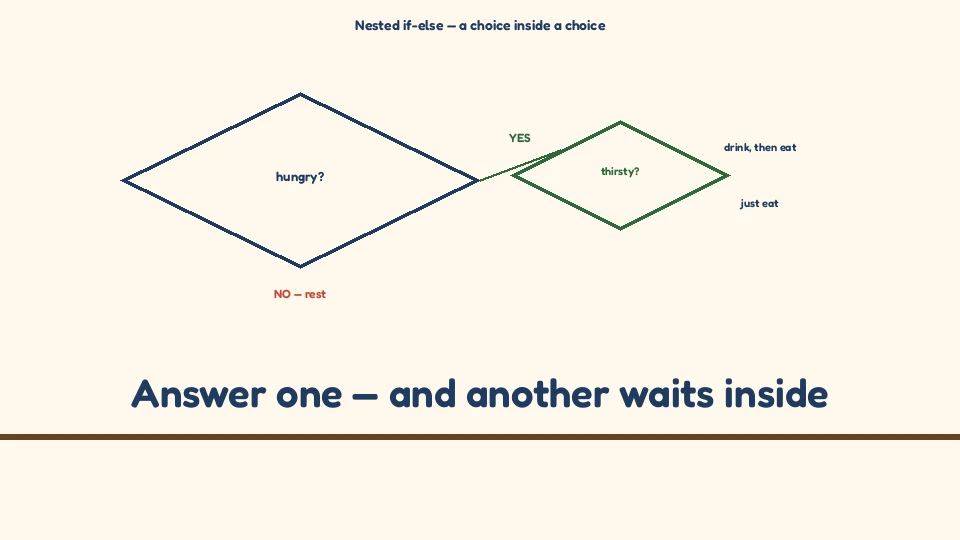 Nested if-else — a choice inside a choice
YES
drink, then eat
thirsty?
hungry?
just eat
NO — rest
Answer one — and another waits inside